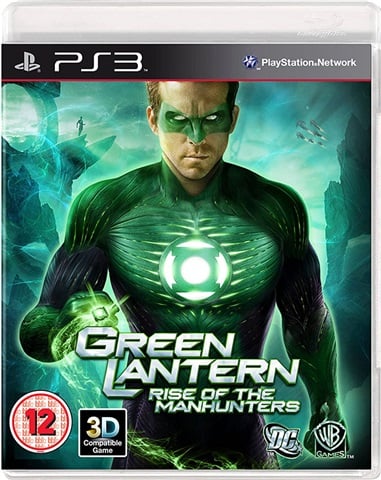 PS3
PlayStation®Network
GREEN
LANTERN
RISE OF THE
MANHUNTERS
12
3D
Compatible
Game
DC
WB
GAMES